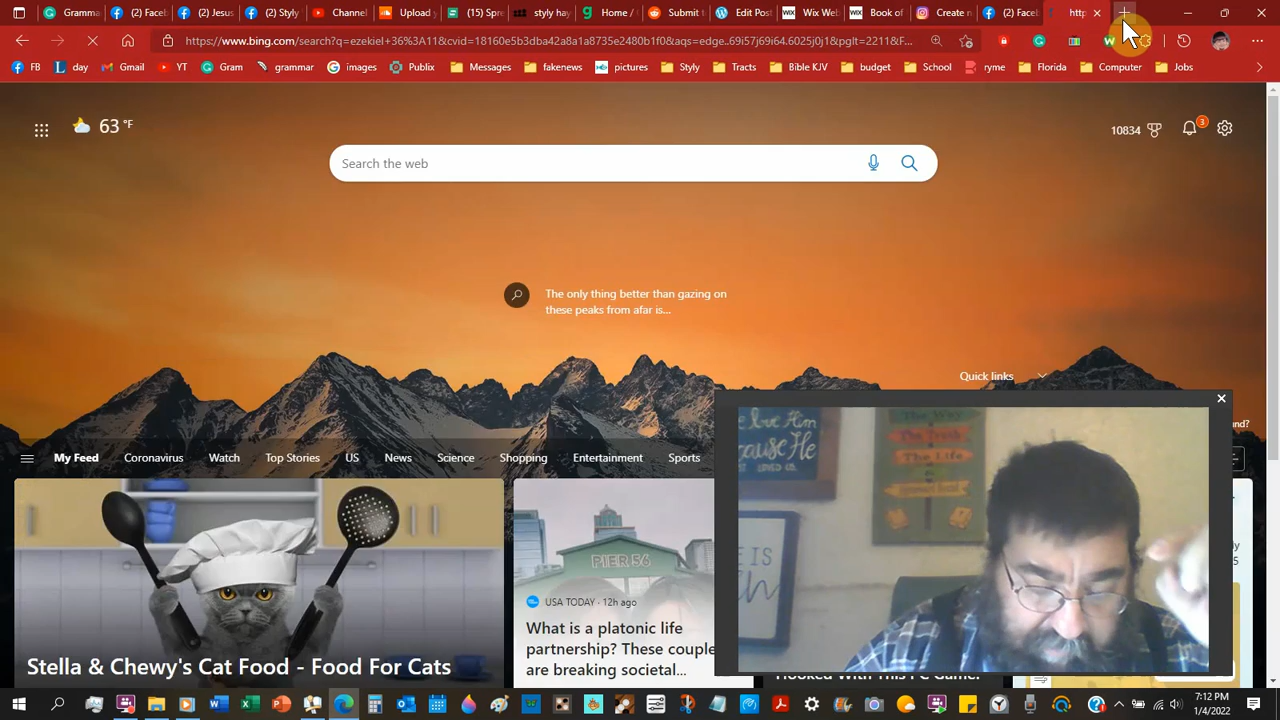 Gramma
(2) Faceb
(2) Jesus
(2) Styly
Channel
Upload y
(15) Spre
styly hay
Home / 
Submit t
Edit Post
Wix Web
Book of
Create n
(2) Faceb
http
https://www.bing.com/search?q=ezekiel+36%3A11&cvid=18160e5b3dba42a8a1a8735e2480b0f6&aqs=edge..69i57j69i64.6025j0j1&pglt=2211&F...
FB
day
Gmail
YT
Gram
grammar
images
Publix
Messages
fakenews
pictures
Styly
Tracts
Bible KJV
budget
School
ryme
Florida
Computer
Jobs
63 °F
10834
3
Search the web
The only thing better than gazing on
these peaks from afar is...
Quick links
My Feed
Coronavirus
Watch
Top Stories
US
News
Science
Shopping
Entertainment
Sports
PIER 56
USA TODAY · 12h ago
What is a platonic life
partnership? These couple
are breaking societal...
Stella & Chewy's Cat Food - Food For Cats
Hooked With This PC Game!
e love Him
ecause He
The Way
The Truth
The Life
7:12 PM
1/4/2022